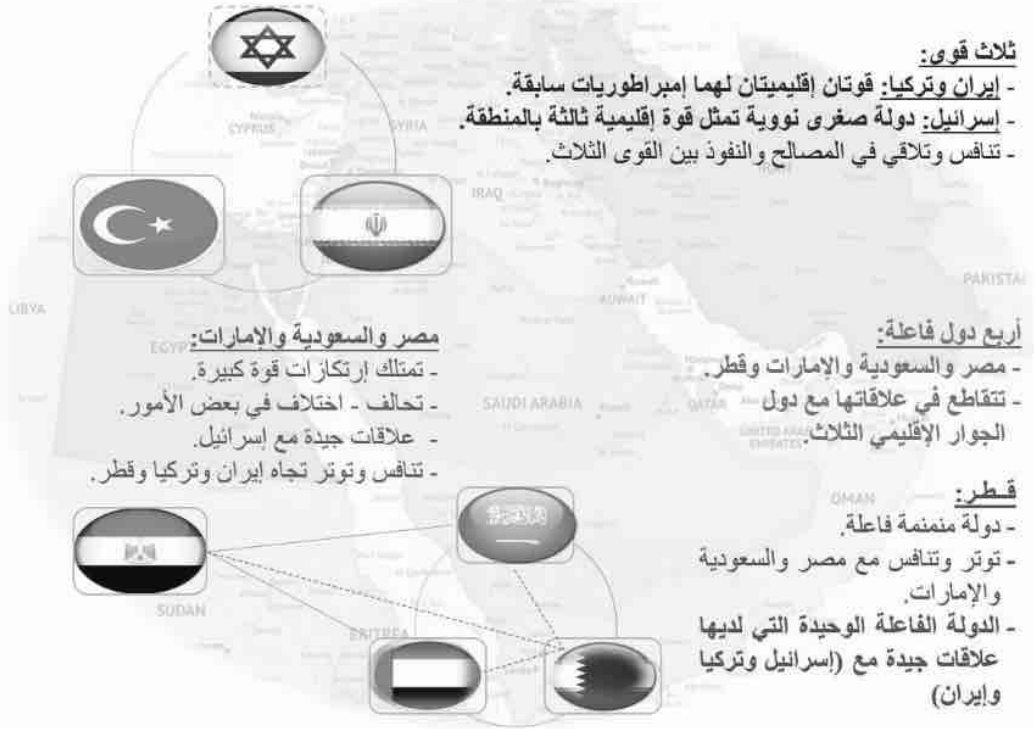 ثلاث قوى:
- إيران وتركيا: قوتان إقليميتان لهما إمبراطوريات سابقة.
- إسرائيل: دولة صغرى نووية تمثل قوة إقليمية ثالثة بالمنطقة.
- تنافس وتلاقي في المصالح والنفوذ بين القوى الثلاث.
أربع دول فاعلة:
- مصر والسعودية والإمارات وقطر.
- تتقاطع في علاقاتها مع دول
الجوار الإقليمي الثلاث.
مصر والسعودية والإمارات:
- تمتلك إرتكازات قوة كبيرة.
- تحالف - اختلاف في بعض الأمور.
- علاقات جيدة مع إسرائيل.
- تنافس وتوتر تجاه إيران وتركيا وقطر.
قـطـر:
- دولة منمنمة فاعلة.
- توتر وتنافس مع مصر والسعودية
والإمارات.
- الدولة الفاعلة الوحيدة التي لديها
علاقات جيدة مع (إسرائيل وتركيا
وإيران)
CYPRUS
SYRIA
IRAQ
KUWAIT
PAKISTAN
LIBYA
EGYPT
SAUDI ARABIA
QATAR
UNITED ARAB
EMIRATES
OMAN
SUDAN
ERITREA